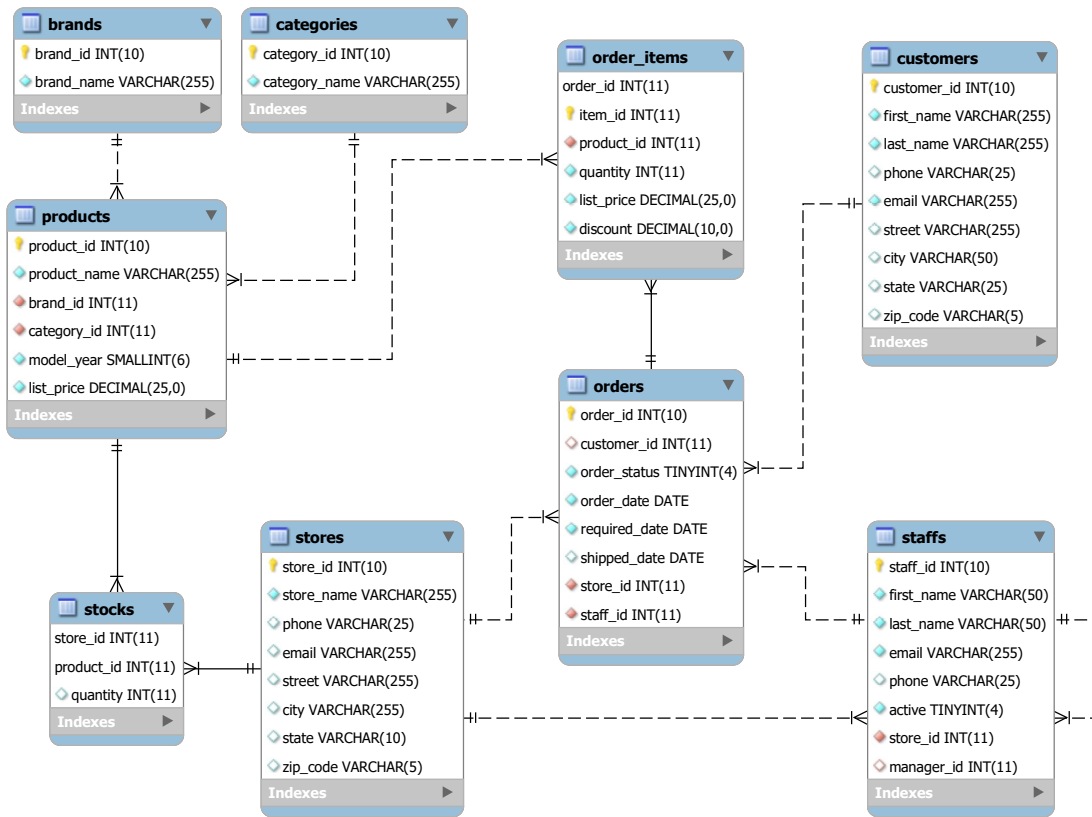 brands
brand_id INT(10)
brand_name VARCHAR(255)
Indexes
categories
category_id INT(10)
category_name VARCHAR(255)
Indexes
order_items
order_id INT(11)
item_id INT(11)
product_id INT(11)
quantity INT(11)
list_price DECIMAL(25,0)
discount DECIMAL(10,0)
Indexes
customers
customer_id INT(10)
first_name VARCHAR(255)
last_name VARCHAR(255)
phone VARCHAR(25)
email VARCHAR(255)
street VARCHAR(255)
city VARCHAR(50)
state VARCHAR(25)
zip_code VARCHAR(5)
Indexes
products
product_id INT(10)
product_name VARCHAR(255)
brand_id INT(11)
category_id INT(11)
model_year SMALLINT(6)
list_price DECIMAL(25,0)
Indexes
orders
order_id INT(10)
customer_id INT(11)
order_status TINYINT(4)
order_date DATE
required_date DATE
shipped_date DATE
store_id INT(11)
staff_id INT(11)
Indexes
stocks
store_id INT(11)
product_id INT(11)
quantity INT(11)
Indexes
stores
store_id INT(10)
store_name VARCHAR(255)
phone VARCHAR(25)
email VARCHAR(255)
street VARCHAR(255)
city VARCHAR(255)
state VARCHAR(10)
zip_code VARCHAR(5)
Indexes
staffs
staff_id INT(10)
first_name VARCHAR(50)
last_name VARCHAR(50)
email VARCHAR(255)
phone VARCHAR(25)
active TINYINT(4)
store_id INT(11)
manager_id INT(11)
Indexes